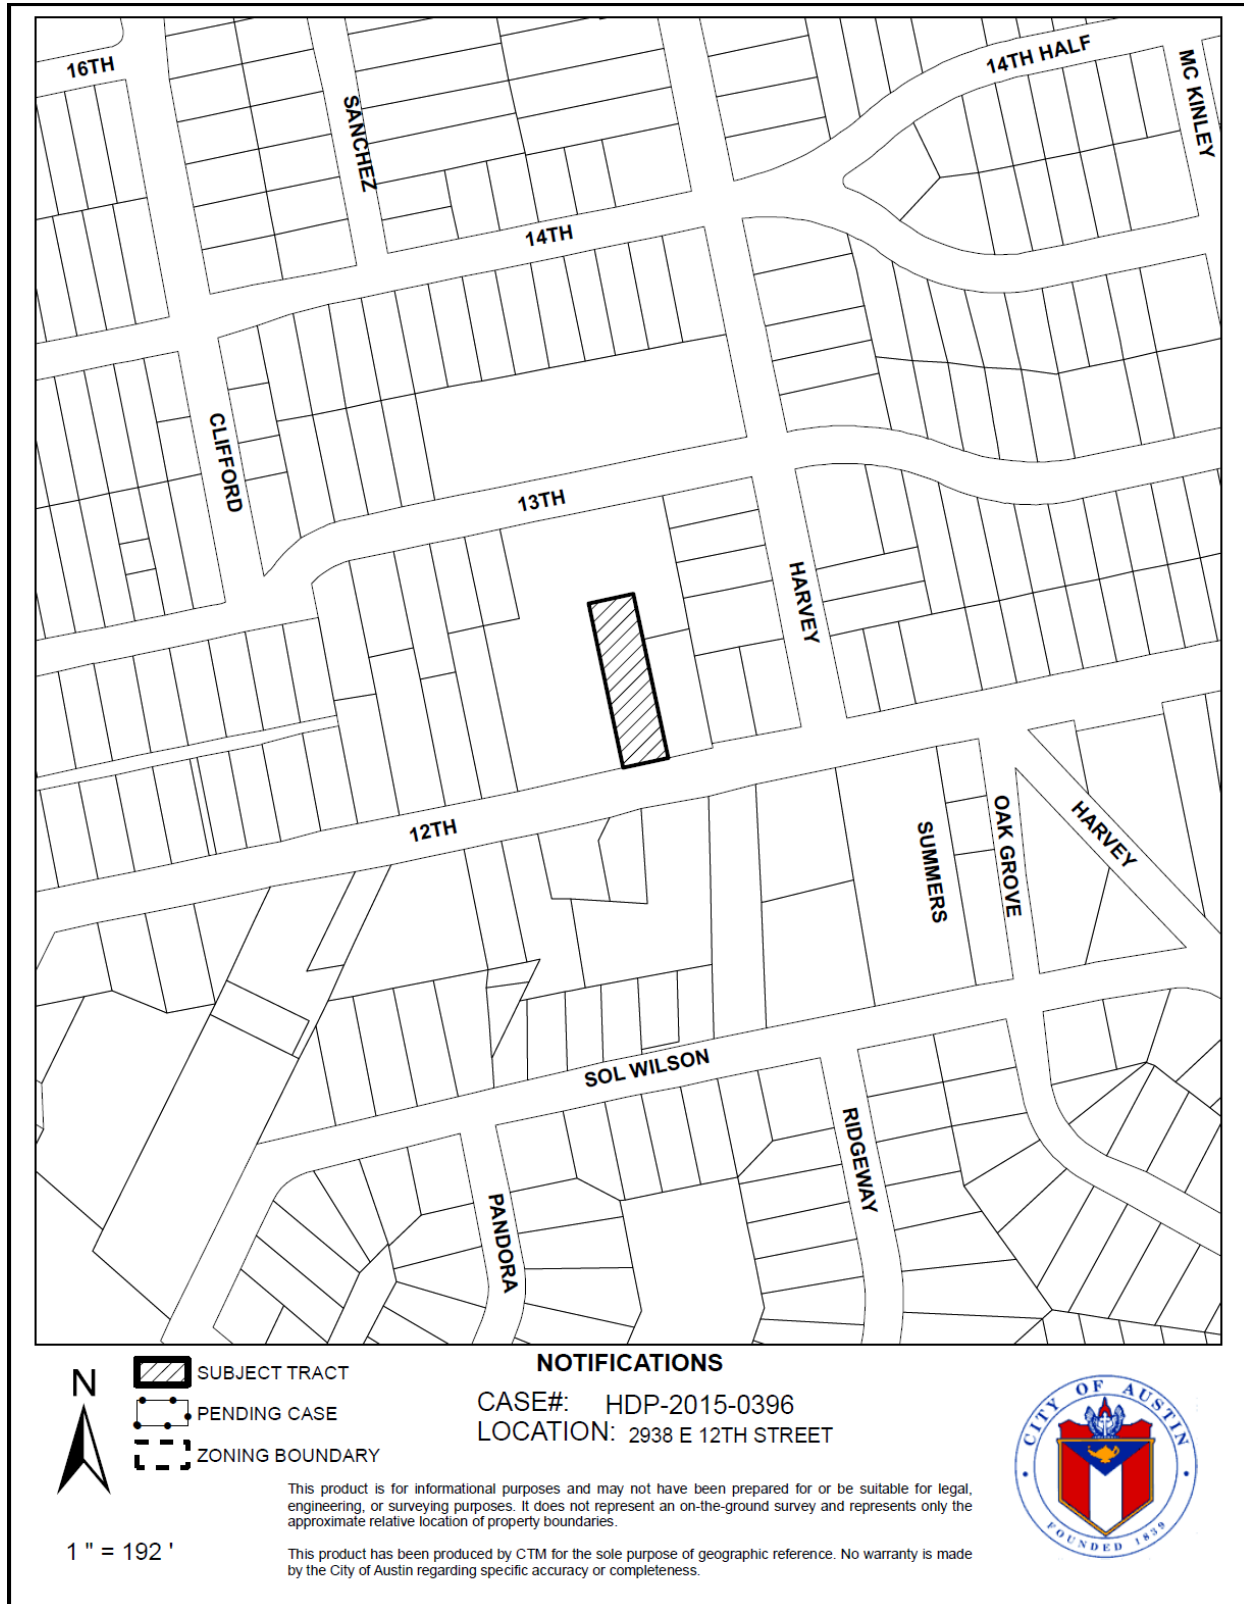 16TH
14TH HALF
MC KINLEY
SANCHEZ
14TH
CLIFFORD
13TH
HARVEY
12TH
SUMMERS
OAK GROVE
HARVEY
SOL WILSON
RIDGEWAY
PANDORA
N
SUBJECT TRACT
PENDING CASE
ZONING BOUNDARY
1 " = 192 '
NOTIFICATIONS
CASE#: HDP-2015-0396
LOCATION: 2938 E 12TH STREET
This product is for informational purposes and may not have been prepared for or be suitable for legal,
engineering, or surveying purposes. It does not represent an on-the-ground survey and represents only the
approximate relative location of property boundaries.
This product has been produced by CTM for the sole purpose of geographic reference. No warranty is made
by the City of Austin regarding specific accuracy or completeness.
CITY OF AUSTIN
FOUNDED 1839